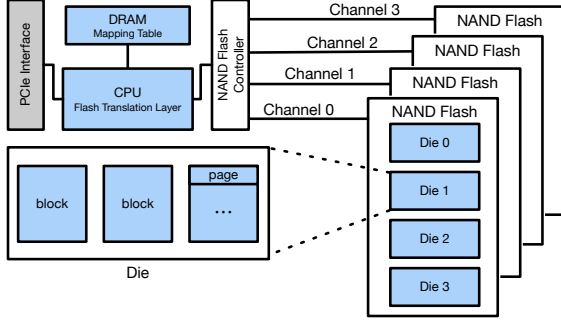 PCIe Interface
DRAM
Mapping Table
CPU
Flash Translation Layer
NAND Flash
Controller
Channel 3
Channel 2
Channel 1
Channel 0
NAND Flash
NAND Flash
NAND Flash
NAND Flash
Die 0
Die 1
Die 2
Die 3
block
block
page
...
Die